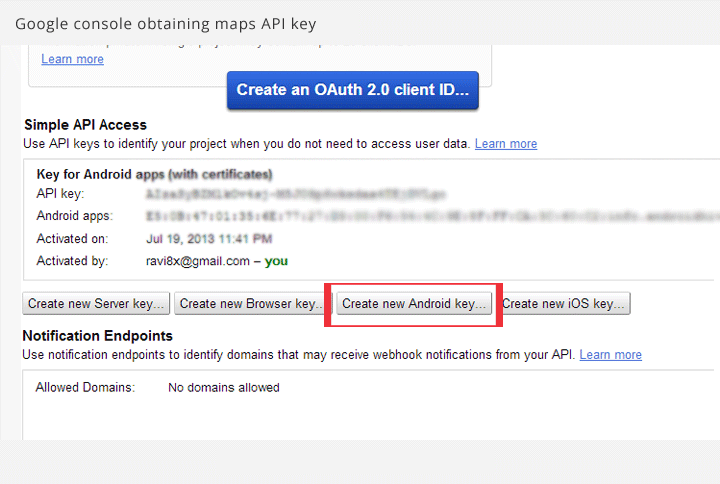 Google console obtaining maps API key
Learn more
Create an OAuth 2.0 client ID...
Simple API Access
Use API keys to identify your project when you do not need to access user data. Learn more
Key for Android apps (with certificates)
API key:
Android apps:
Activated on: Jul 19, 2013 11:41 PM
Activated by: ravi8x@gmail.com – you
Create new Server key... Create new Browser key... Create new Android key... Create new iOS key...
Notification Endpoints
Use notification endpoints to identify domains that may receive webhook notifications from your API. Learn more
Allowed Domains: No domains allowed